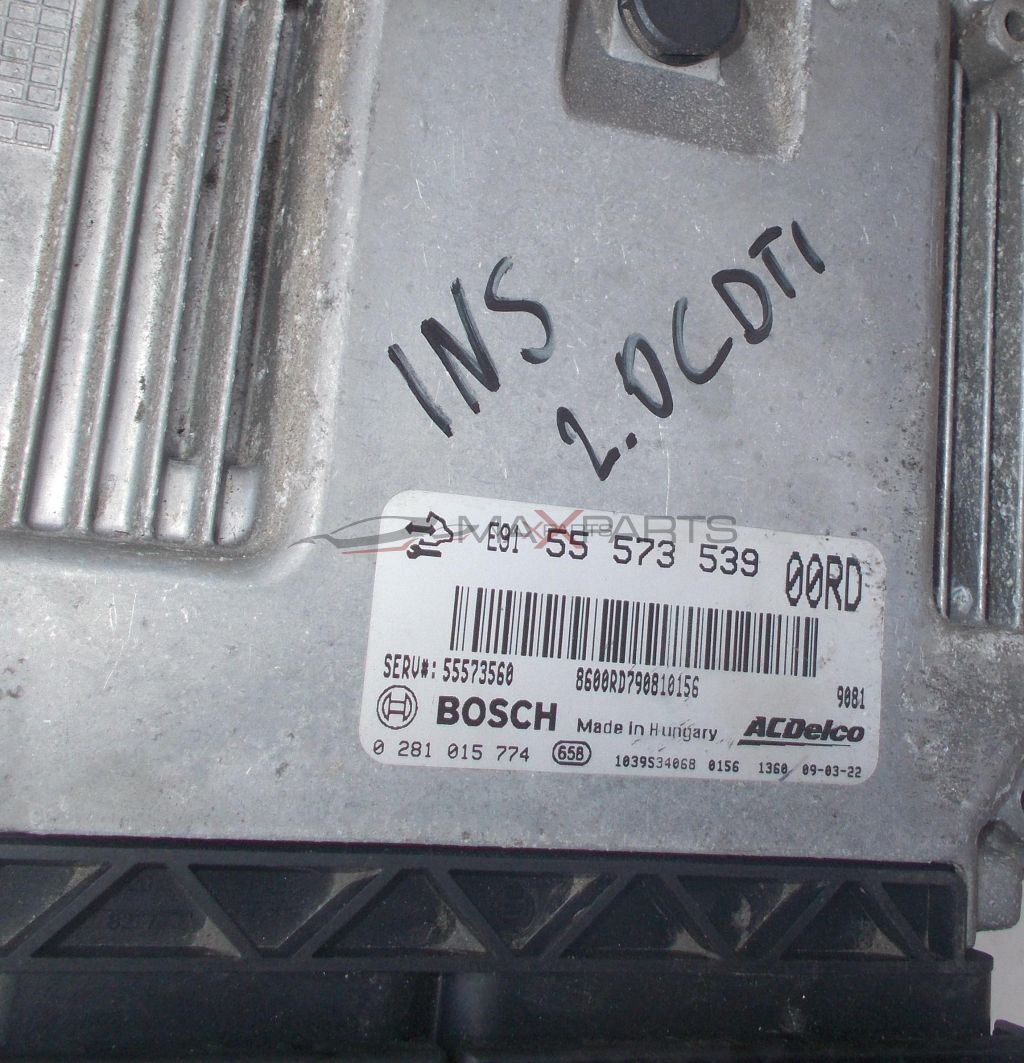 INS
2.0CDTI
MAXXPARTS
E91 55 573 539 00RD
SERV#: 55573560 8600RD790810156 9081
BOSCH Made in Hungary ACDelco
0 281 015 774 658 1039S34068 0156 1360 09-03-22